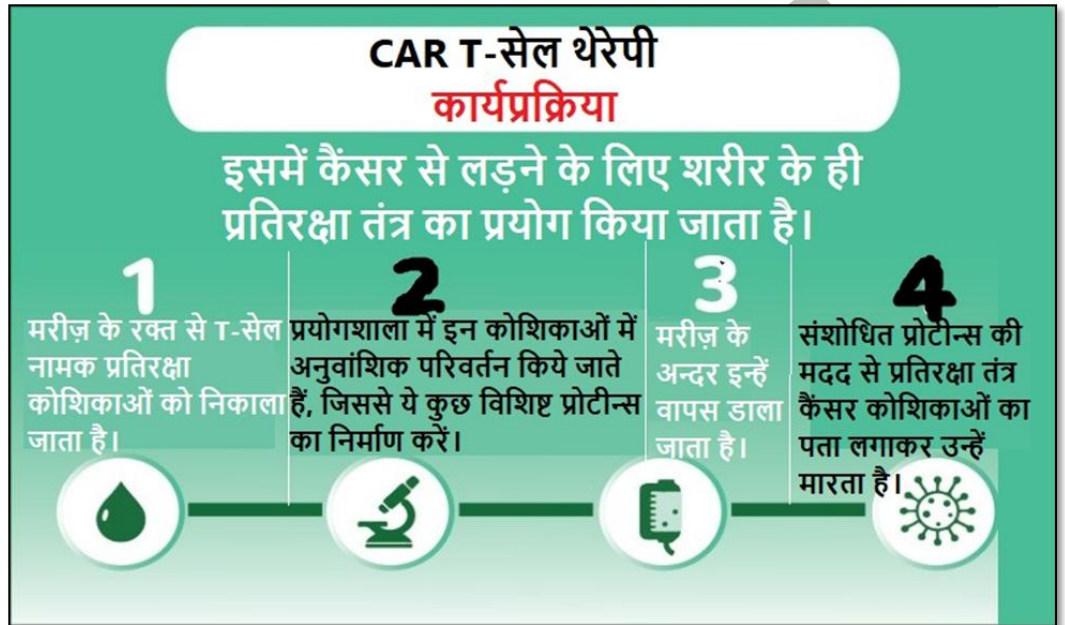 CAR T-सेल थेरेपी
कार्यप्रक्रिया
इसमें कैंसर से लड़ने के लिए शरीर के ही
प्रतिरक्षा तंत्र का प्रयोग किया जाता है।
1
मरीज़ के रक्त से T-सेल
नामक प्रतिरक्षा
कोशिकाओं को निकाला
जाता है।
2
प्रयोगशाला में इन कोशिकाओं में
अनुवांशिक परिवर्तन किये जाते
हैं, जिससे ये कुछ विशिष्ट प्रोटीन्स
का निर्माण करें।
3
मरीज़ के
अन्दर इन्हें
वापस डाला
जाता है।
4
संशोधित प्रोटीन्स की
मदद से प्रतिरक्षा तंत्र
कैंसर कोशिकाओं का
पता लगाकर उन्हें
मारता है।